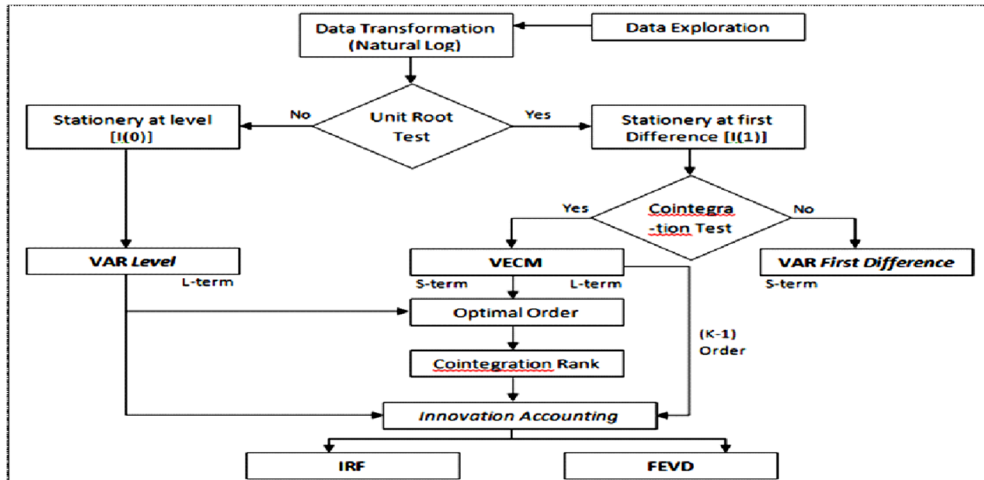 Data Transformation
(Natural Log)
Data Exploration
No
Unit Root
Test
Yes
Stationery at level
[I(0)]
Stationery at first
Difference [I(1)]
Yes
Cointegra
-tion Test
No
VAR Level
L-term
VECM
S-term
L-term
VAR First Difference
S-term
Optimal Order
(K-1)
Order
Cointegration Rank
Innovation Accounting
IRF
FEVD